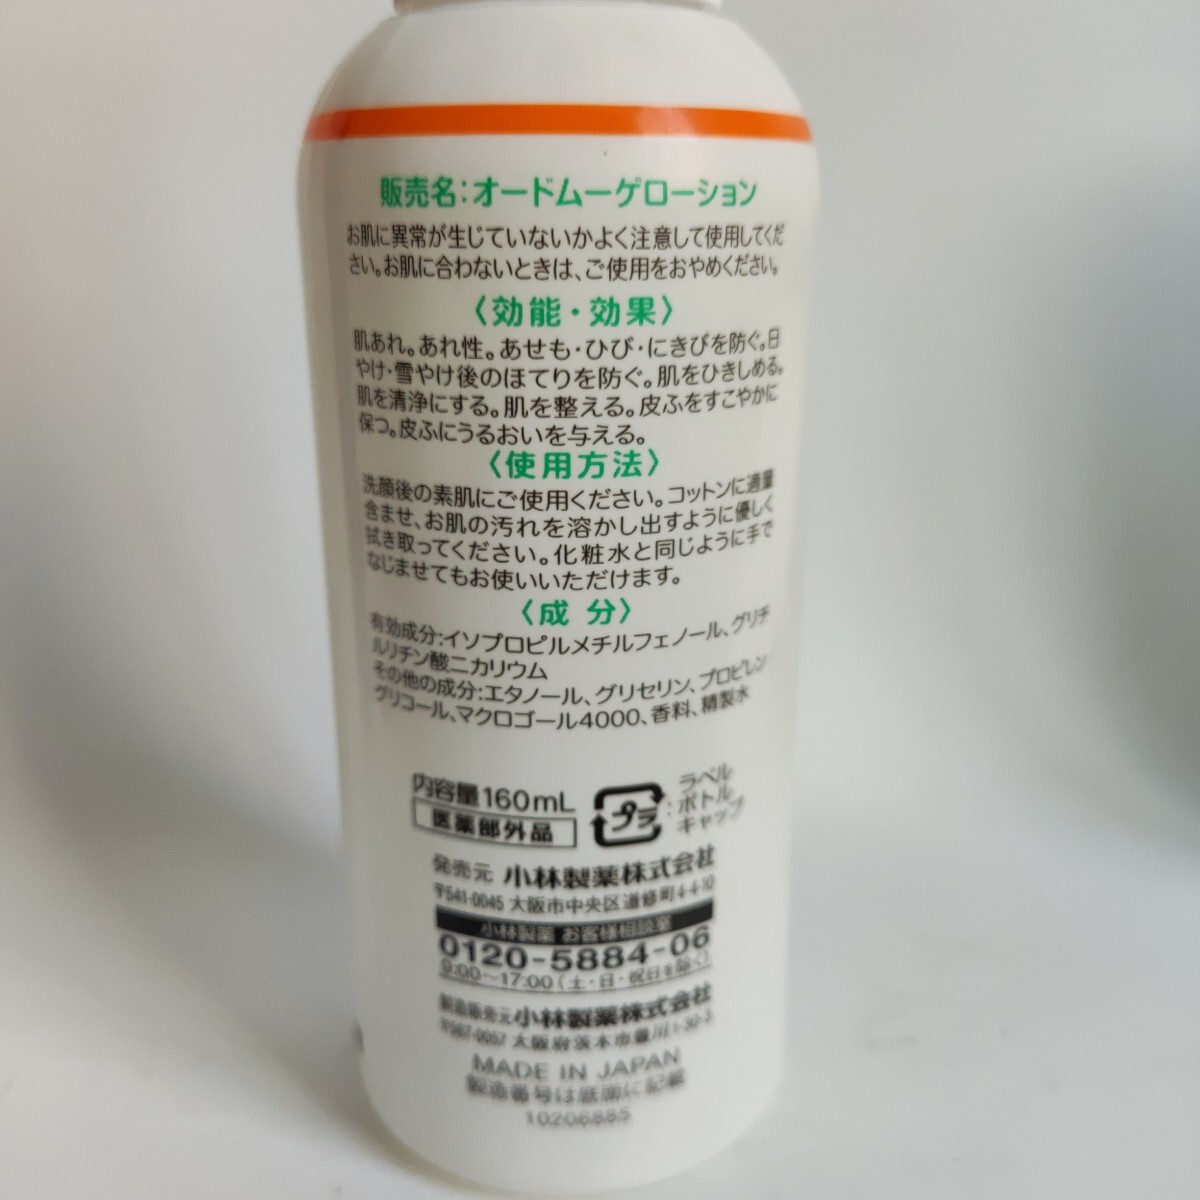 販売名:オードムーゲローション
お肌に異常が生じていないかよく注意して使用してくだ
さい。お肌に合わないときは、ご使用をおやめください。
〈効能・効果〉
肌あれ。あれ性。あせも・ひび・にきびを防ぐ。日
やけ・雪やけ後のほてりを防ぐ。肌をひきしめる。
肌を清浄にする。肌を整える。皮ふをすこやかに
保つ。皮ふにうるおいを与える。
〈使用方法〉
洗顔後の素肌にご使用ください。コットンに適量
含ませ、お肌の汚れを溶かし出すように優しく
拭き取ってください。化粧水と同じように手で
なじませてもお使いいただけます。
〈成 分〉
有効成分:イソプロピルメチルフェノール、グリチ
ルリチン酸二カリウム
その他の成分:エタノール、グリセリン、プロピレン
グリコール、マクロゴール4000、香料、精製水
内容量160mL
医薬部外品
プラ
:ラベル
ボトル
キャップ
発売元 小林製薬株式会社
〒541-0045 大阪市中央区道修町4-4-10
小林製薬 お客様相談室
0120-5884-06
9:00〜17:00(土・日・祝日を除く)
製造販売元 小林製薬株式会社
〒567-0057 大阪府茨木市豊川1-30-3
MADE IN JAPAN
製造番号は底面に記載
10206885